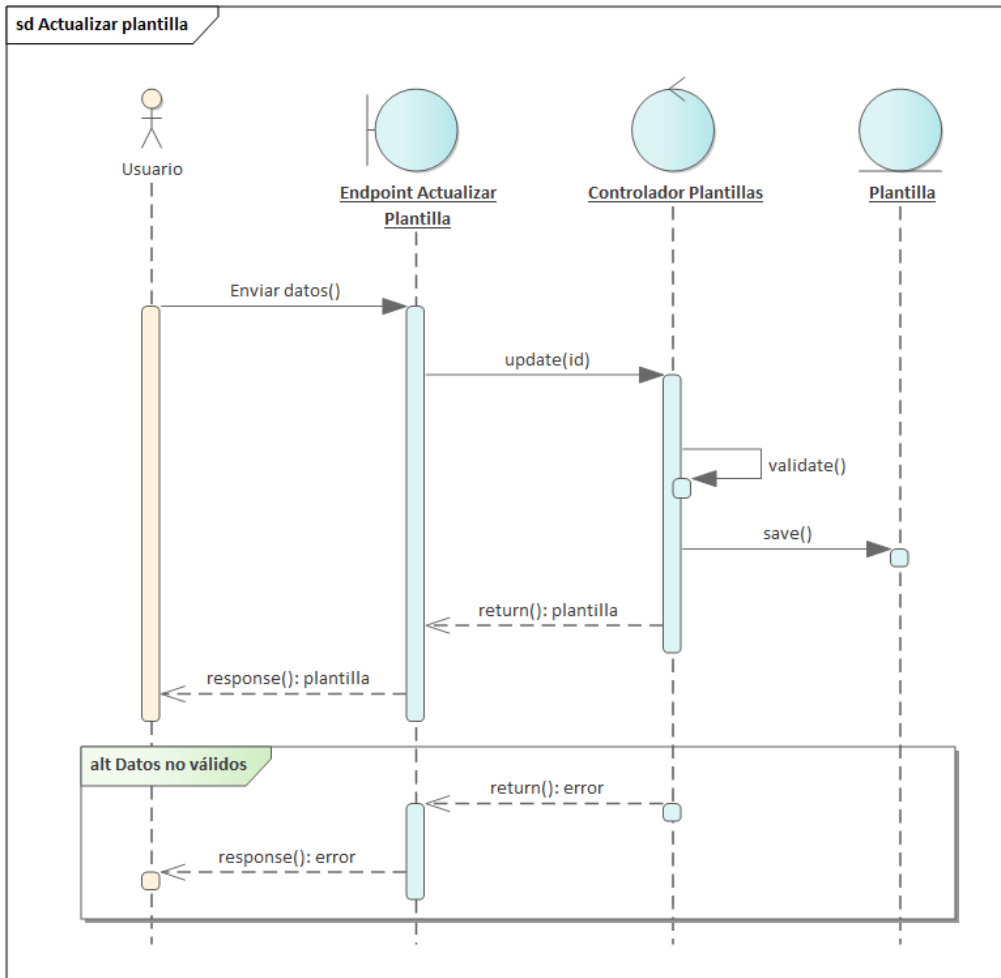 sd Actualizar plantilla
Usuario
Endpoint Actualizar
Plantilla
Controlador Plantillas
Plantilla
Enviar datos()
update(id)
validate()
save()
return(): plantilla
response(): plantilla
alt Datos no válidos
return(): error
response(): error